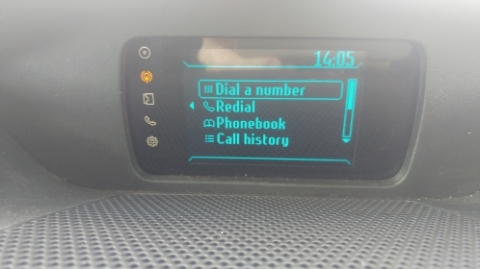 14:05
Dial a number
Redial
Phonebook
Call history